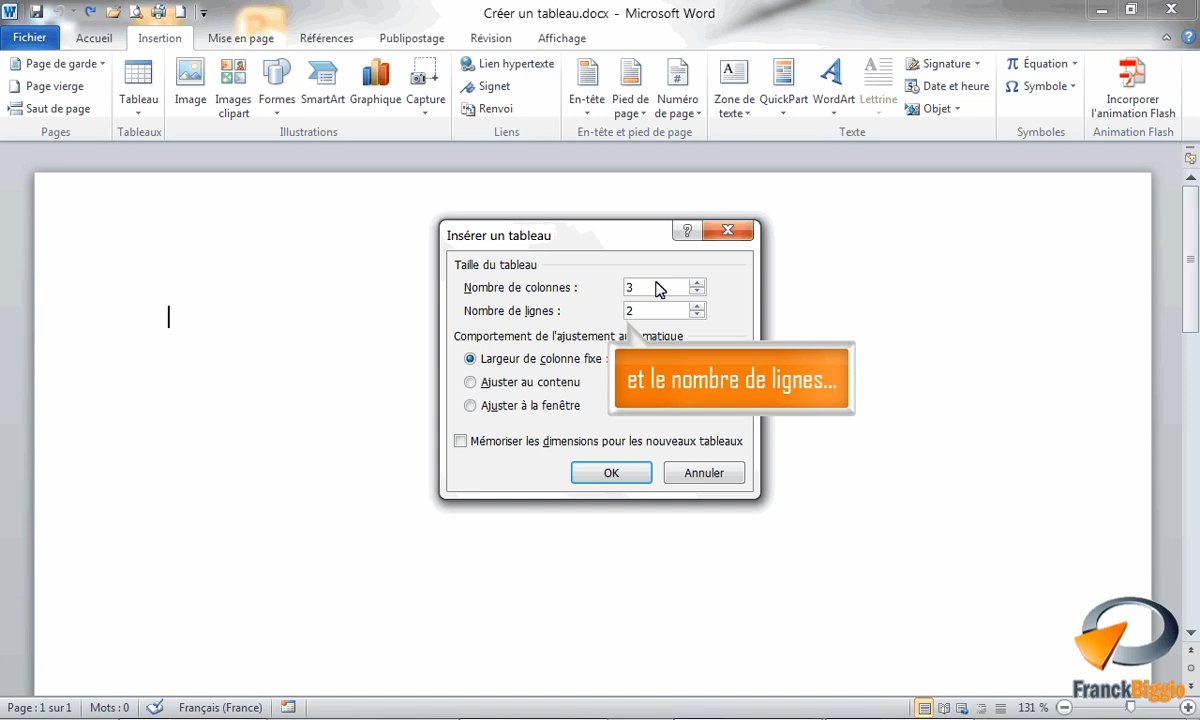 Créer un tableau.docx - Microsoft Word
Fichier Accueil Insertion Mise en page Références Publipostage Révision Affichage
Page de garde
Page vierge
Saut de page
Pages
Tableau
Tableaux
Image
Images clipart
Formes
SmartArt
Graphique
Capture
Illustrations
Lien hypertexte
Signet
Renvoi
Liens
En-tête
Pied de page
Numéro de page
En-tête et pied de page
Zone de texte
QuickPart
WordArt
Lettrine
Signature
Date et heure
Objet
Texte
Équation
Symbole
Symboles
Incorporer
l'animation Flash
Animation Flash
Insérer un tableau
Taille du tableau
Nombre de colonnes : 3
Nombre de lignes : 2
Comportement de l'ajustement automatique
Largeur de colonne fixe :
et le nombre de lignes...
Ajuster au contenu
Ajuster à la fenêtre
Mémoriser les dimensions pour les nouveaux tableaux
OK Annuler
FranckBiggio
Page : 1 sur 1 Mots : 0 Français (France) 131 %